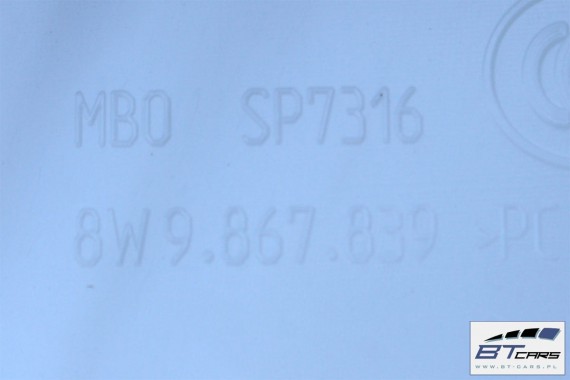 MBO SP7316
8W9.867.839 >PC
BT CARS
WWW.BT-CARS.PL